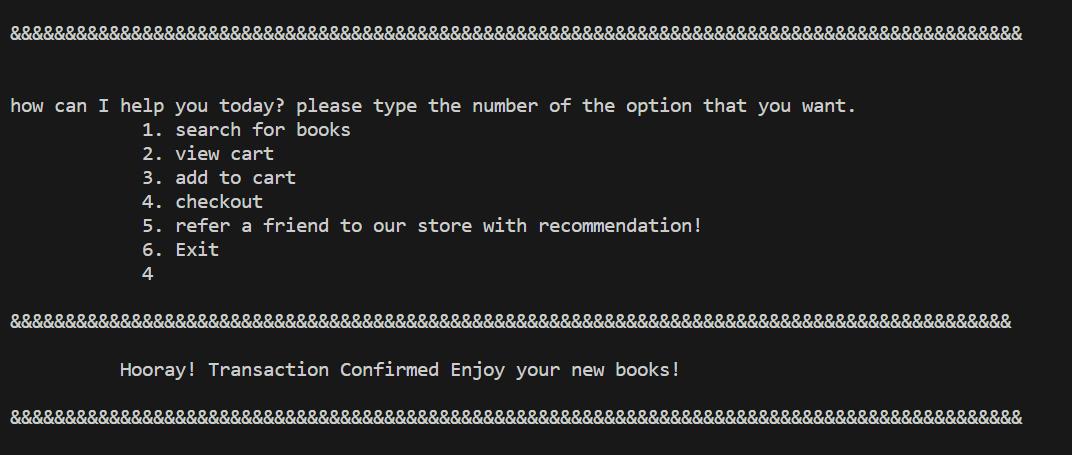 &&&&&&&&&&&&&&&&&&&&&&&&&&&&&&&&&&&&&&&&&&&&&&&&&&&&&&&&&&&&&&&&&&&&&&&&&&&&&&&&&&&&&&&&&&&&
how can I help you today? please type the number of the option that you want.
1. search for books
2. view cart
3. add to cart
4. checkout
5. refer a friend to our store with recommendation!
6. Exit
4
&&&&&&&&&&&&&&&&&&&&&&&&&&&&&&&&&&&&&&&&&&&&&&&&&&&&&&&&&&&&&&&&&&&&&&&&&&&&&&&&&&&&&&&&&&&
Hooray! Transaction Confirmed Enjoy your new books!
&&&&&&&&&&&&&&&&&&&&&&&&&&&&&&&&&&&&&&&&&&&&&&&&&&&&&&&&&&&&&&&&&&&&&&&&&&&&&&&&&&&&&&&&&&&&